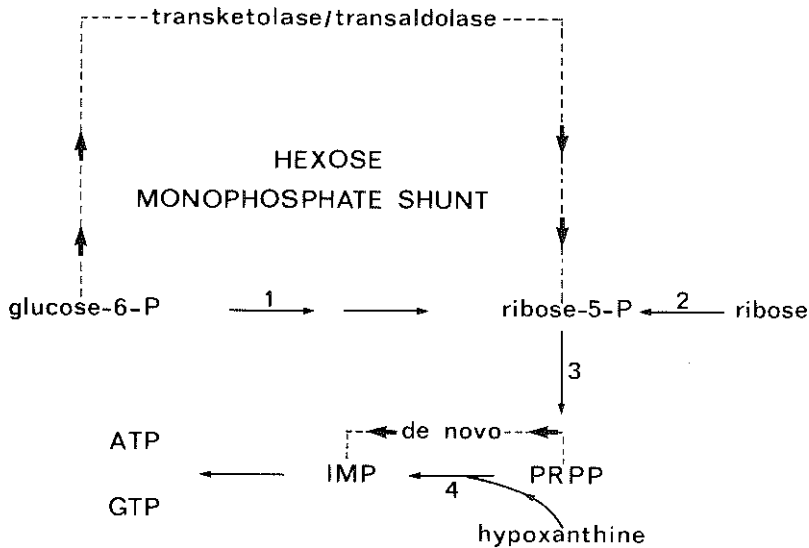 transketolase/transaldolase
HEXOSE
MONOPHOSPHATE SHUNT
glucose-6-P 1 ribose-5-P 2 ribose
3
de novo
ATP
IMP 4 PRPP
GTP
hypoxanthine